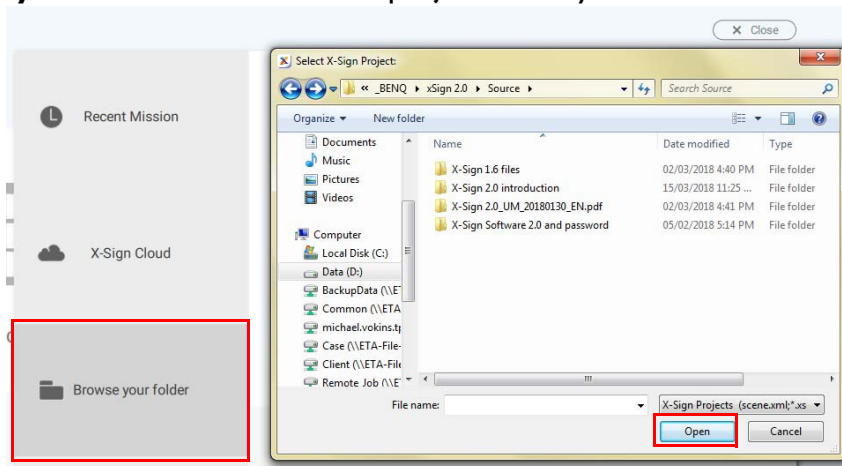 X Close
Select X-Sign Project:
« _BENQ ▸ xSign 2.0 ▸ Source ▸
Search Source
Recent Mission
X-Sign Cloud
Browse your folder
Organize ▾ New folder
Documents
Music
Pictures
Videos
Computer
Local Disk (C:)
Data (D:)
BackupData (\\E
Common (\\ETA
michael.vokins.t
Case (\\ETA-File-
Client (\\ETA-File
Remote Job (\\E
Name Date modified Type
X-Sign 1.6 files 02/03/2018 4:40 PM File folder
X-Sign 2.0 introduction 15/03/2018 11:25 ... File folder
X-Sign 2.0_UM_20180130_EN.pdf 02/03/2018 4:41 PM File folder
X-Sign Software 2.0 and password 05/02/2018 5:14 PM File folder
File name:
X-Sign Projects (scene.xml;*.xs
Open Cancel